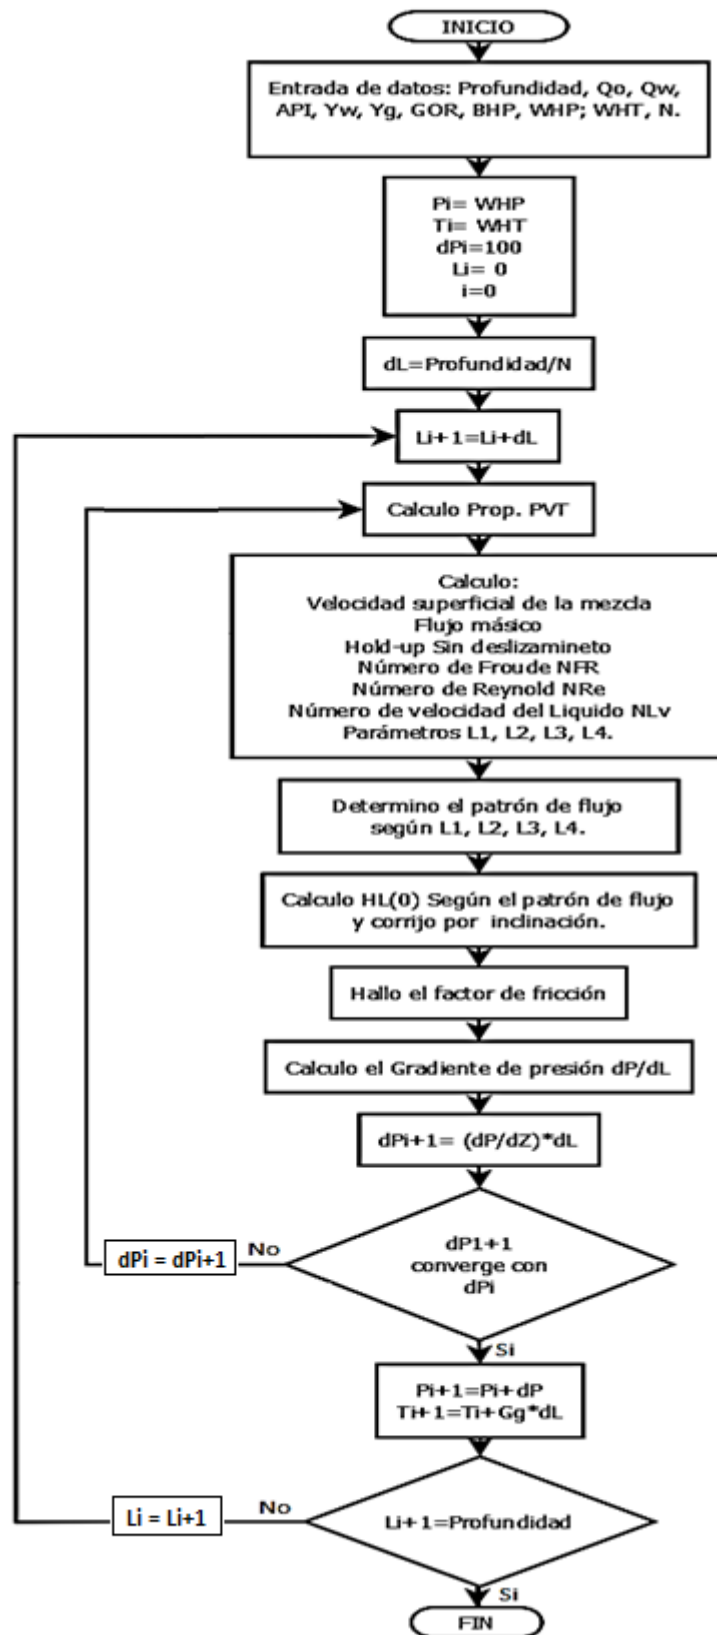 INICIO
Entrada de datos: Profundidad, Qo, Qw,
API, Yw, Yg, GOR, BHP, WHP; WHT, N.
Pi= WHP
Ti= WHT
dPi=100
Li= 0
i=0
dL=Profundidad/N
Li+1=Li+dL
Calculo Prop. PVT
Calculo:
Velocidad superficial de la mezcla
Flujo másico
Hold-up Sin deslizamineto
Número de Froude NFR
Número de Reynold NRe
Número de velocidad del Liquido NLv
Parámetros L1, L2, L3, L4.
Determino el patrón de flujo
según L1, L2, L3, L4.
Calculo HL(0) Según el patrón de flujo
y corrijo por inclinación.
Hallo el factor de fricción
Calculo el Gradiente de presión dP/dL
dPi+1= (dP/dZ)*dL
dP1+1
converge con
dPi
No
dPi = dPi+1
Si
Pi+1=Pi+dP
Ti+1=Ti+Gg*dL
Li+1=Profundidad
No
Li = Li+1
Si
FIN